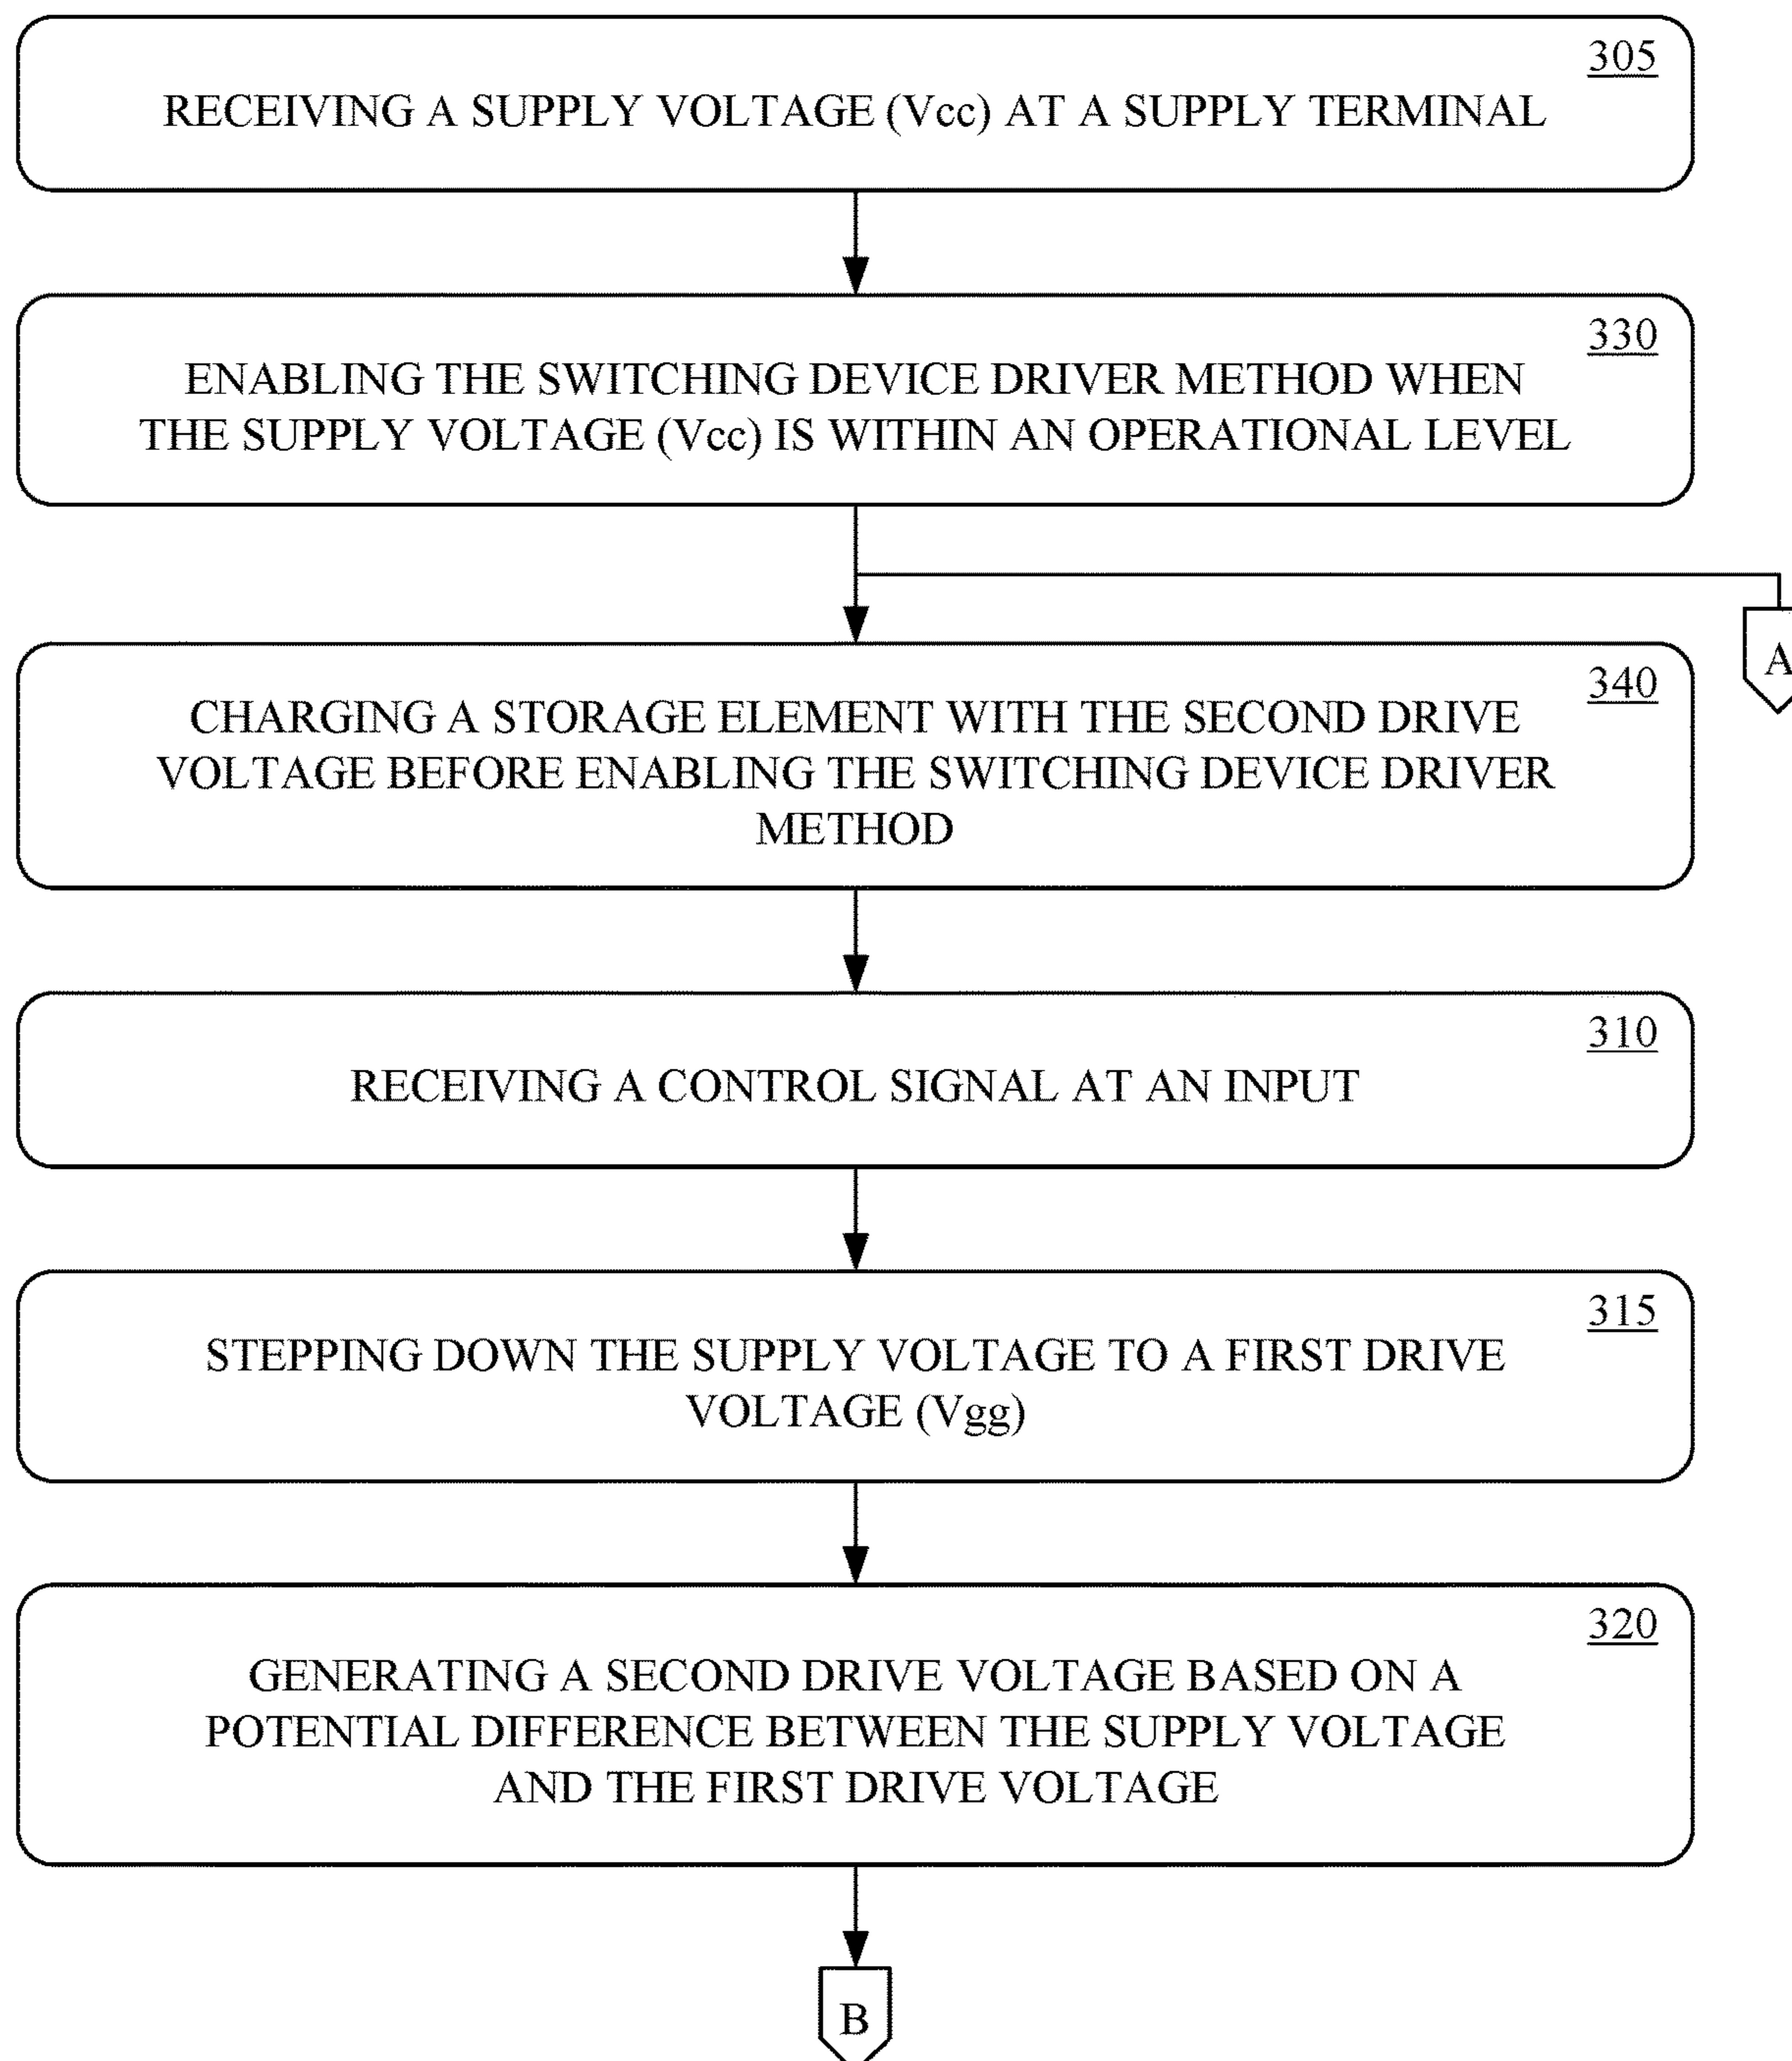 305
RECEIVING A SUPPLY VOLTAGE (Vcc) AT A SUPPLY TERMINAL
330
ENABLING THE SWITCHING DEVICE DRIVER METHOD WHEN
THE SUPPLY VOLTAGE (Vcc) IS WITHIN AN OPERATIONAL LEVEL
A
340
CHARGING A STORAGE ELEMENT WITH THE SECOND DRIVE
VOLTAGE BEFORE ENABLING THE SWITCHING DEVICE DRIVER
METHOD
310
RECEIVING A CONTROL SIGNAL AT AN INPUT
315
STEPPING DOWN THE SUPPLY VOLTAGE TO A FIRST DRIVE
VOLTAGE (Vgg)
320
GENERATING A SECOND DRIVE VOLTAGE BASED ON A
POTENTIAL DIFFERENCE BETWEEN THE SUPPLY VOLTAGE
AND THE FIRST DRIVE VOLTAGE
B